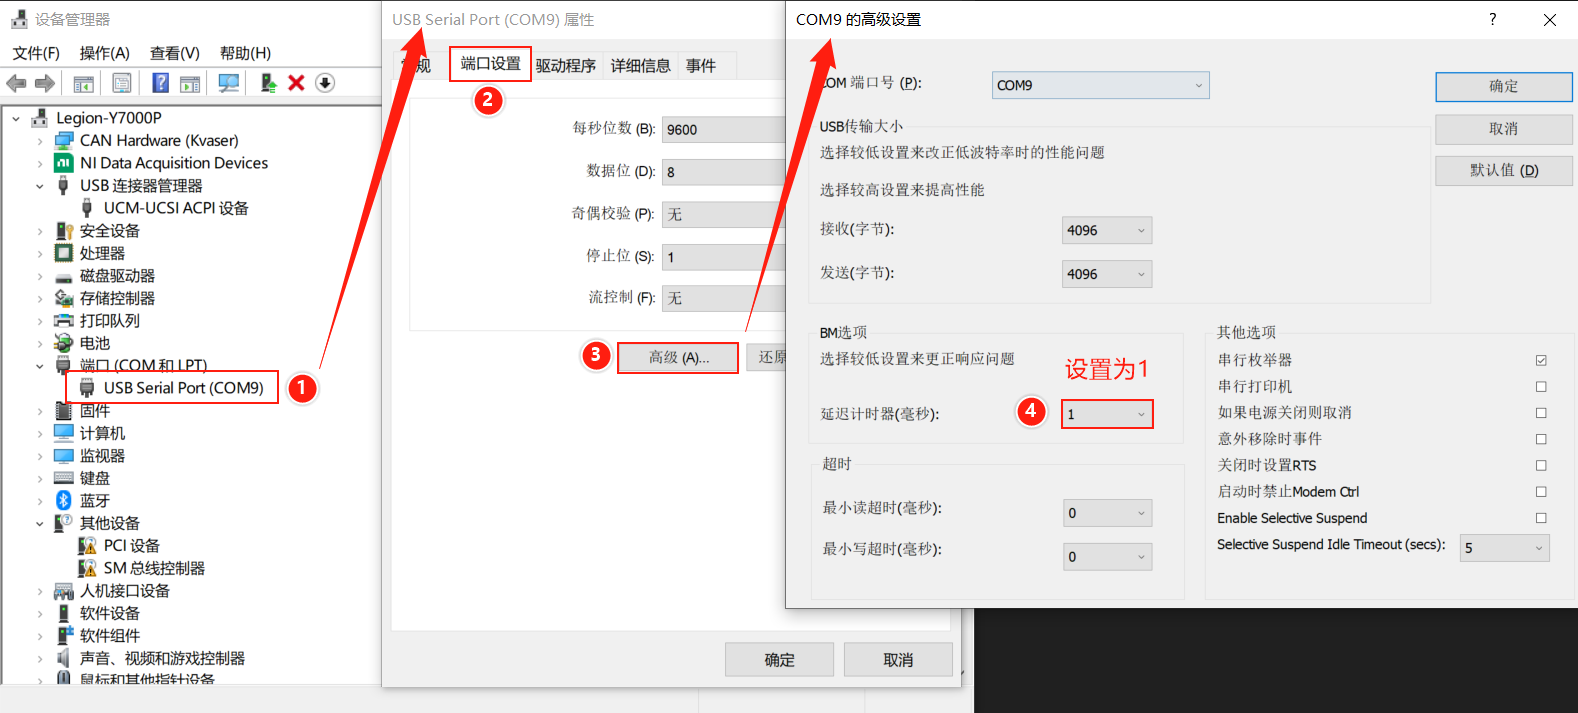 设备管理器
文件(F) 操作(A) 查看(V) 帮助(H)
Legion-Y7000P
CAN Hardware (Kvaser)
NI Data Acquisition Devices
USB 连接器管理器
UCM-UCSI ACPI 设备
安全设备
处理器
磁盘驱动器
存储控制器
打印队列
电池
端口 (COM 和 LPT)
USB Serial Port (COM9)
1
固件
计算机
监视器
键盘
蓝牙
其他设备
PCI 设备
SM 总线控制器
人机接口设备
软件设备
软件组件
声音、视频和游戏控制器
鼠标和其他指针设备
USB Serial Port (COM9) 属性
规 端口设置 驱动程序 详细信息 事件
2
每秒位数 (B): 9600
数据位 (D): 8
奇偶校验 (P): 无
停止位 (S): 1
流控制 (F): 无
3 高级 (A)... 还原
确定 取消
COM9 的高级设置
?
COM 端口号 (P): COM9
确定
取消
默认值 (D)
USB传输大小
选择较低设置来改正低波特率时的性能问题
选择较高设置来提高性能
接收(字节): 4096
发送(字节): 4096
BM选项
选择较低设置来更正响应问题
设置为1
延迟计时器(毫秒): 4 1
超时
最小读超时(毫秒): 0
最小写超时(毫秒): 0
其他选项
串行枚举器
串行打印机
如果电源关闭则取消
意外移除时事件
关闭时设置RTS
启动时禁止Modem Ctrl
Enable Selective Suspend
Selective Suspend Idle Timeout (secs): 5